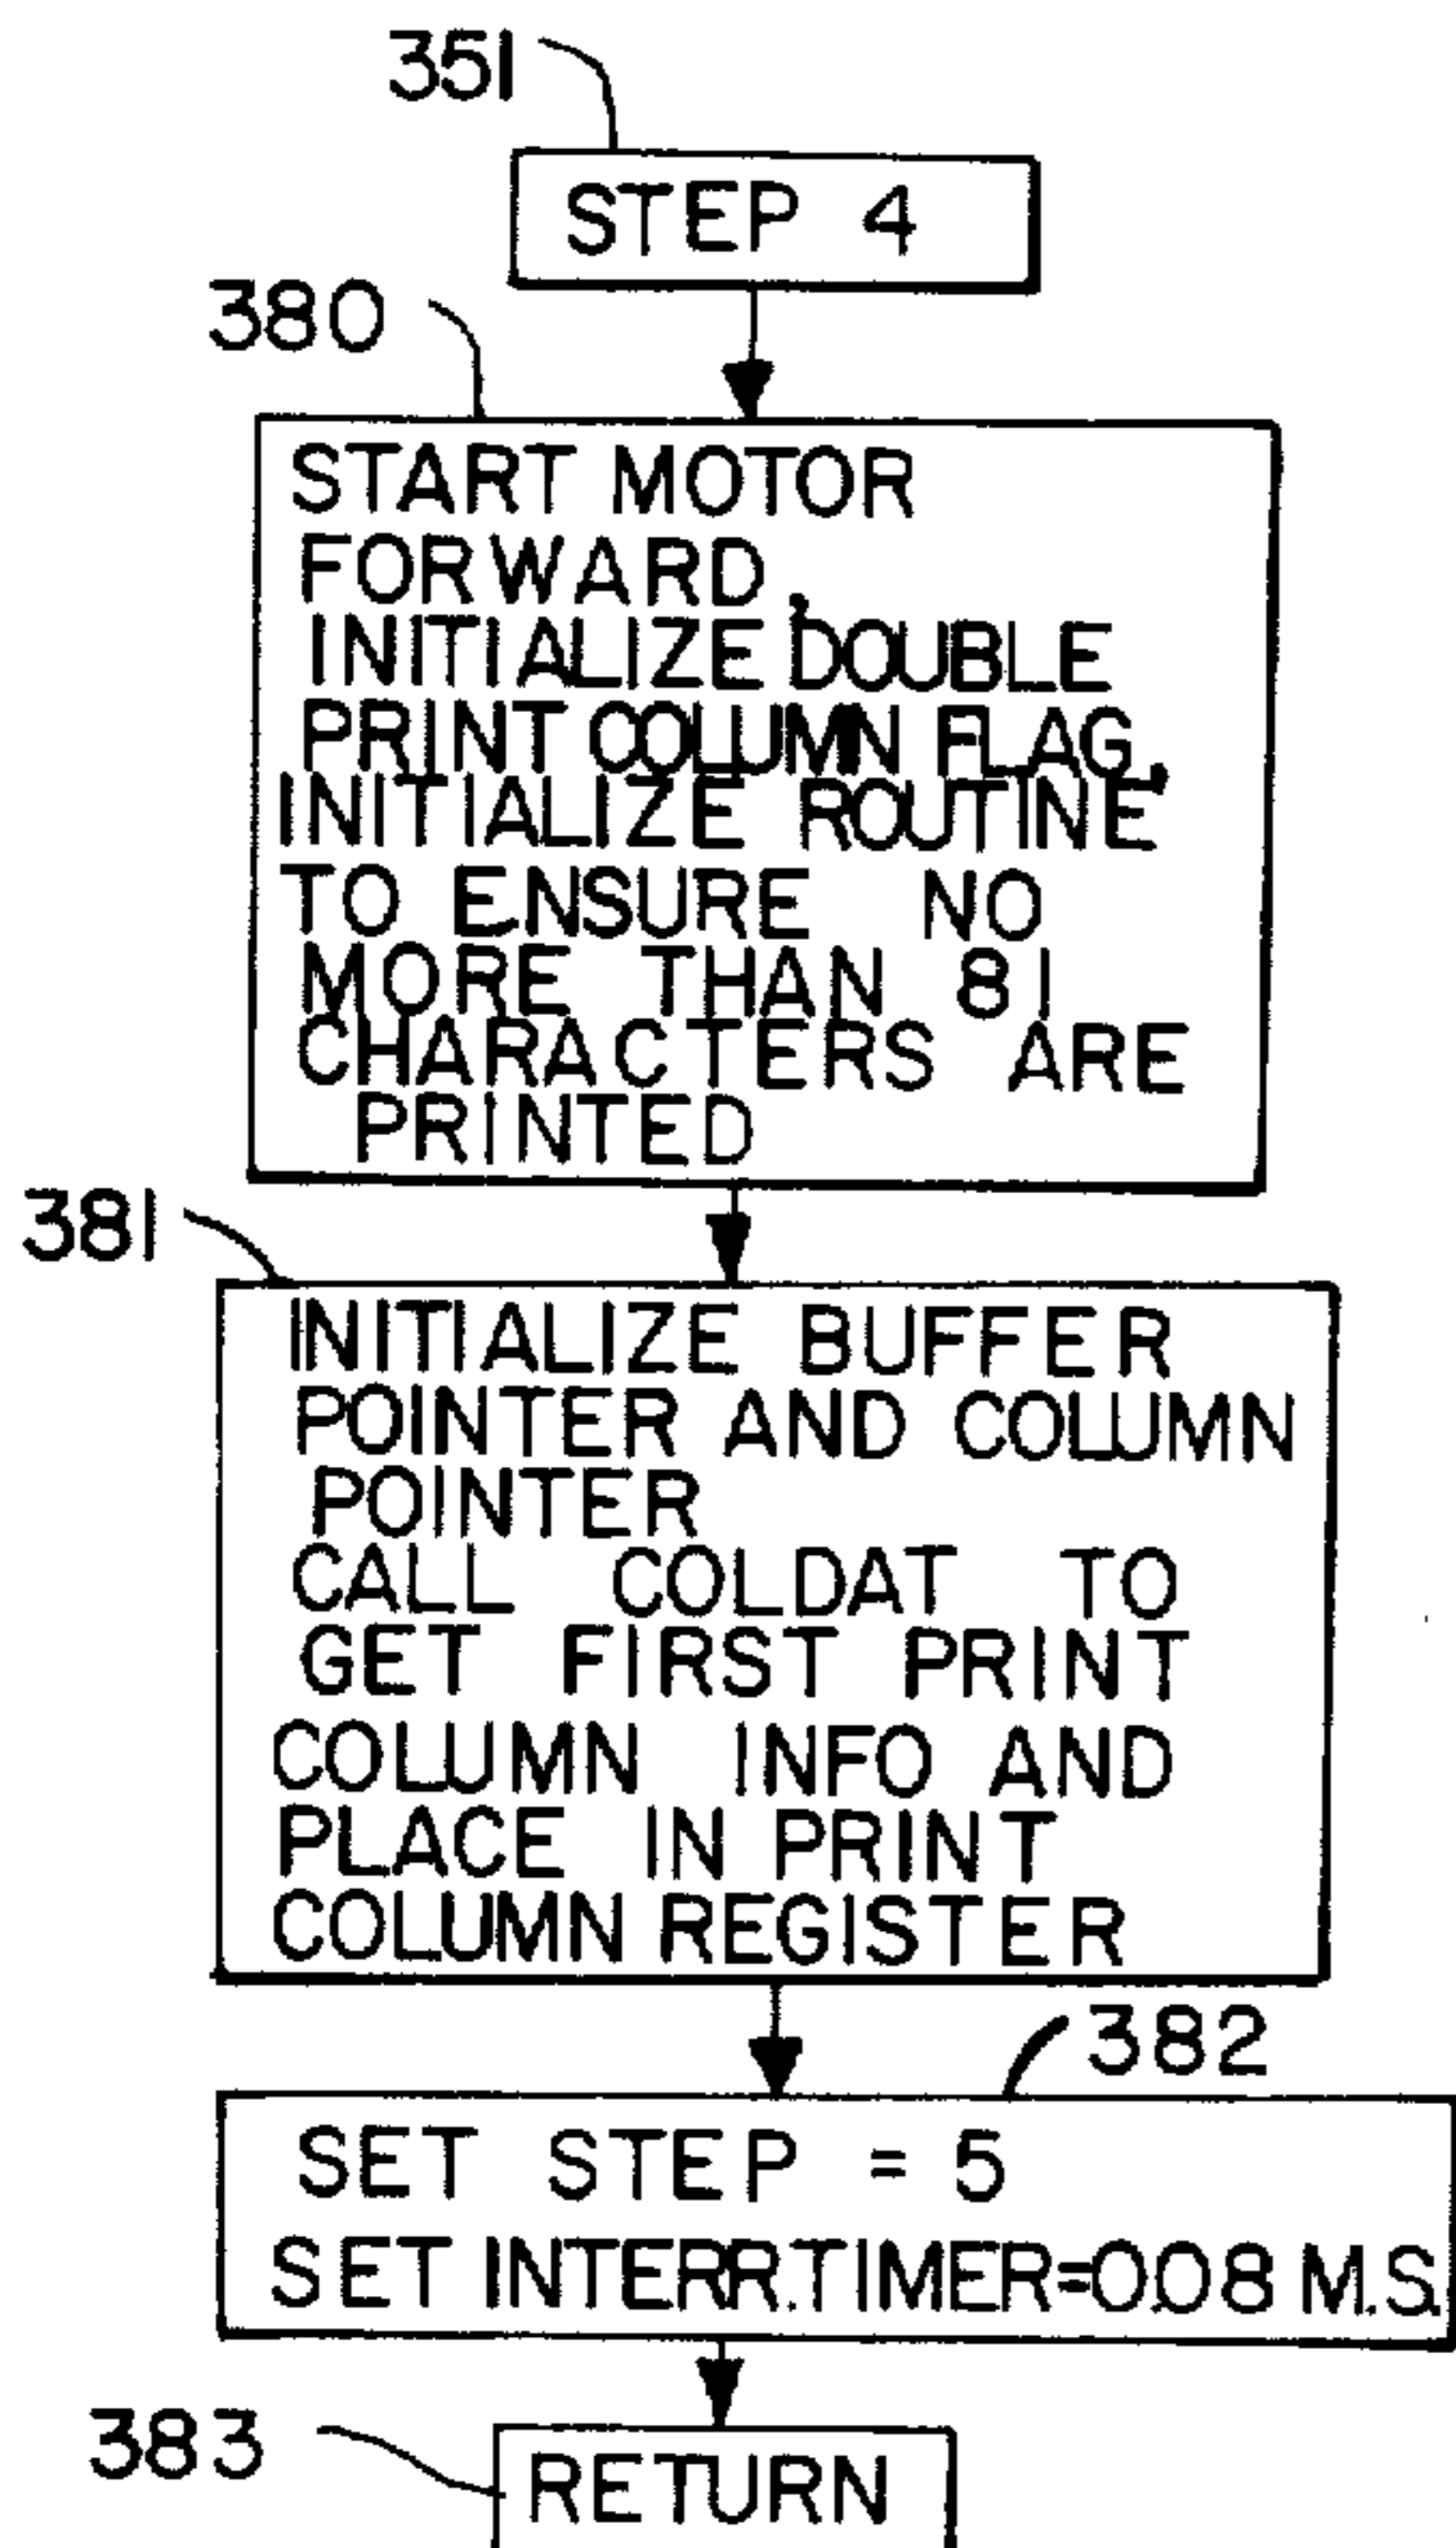 351
STEP 4
380
START MOTOR
FORWARD,
INITIALIZE DOUBLE
PRINT COLUMN FLAG,
INITIALIZE ROUTINE
TO ENSURE NO
MORE THAN 81
CHARACTERS ARE
PRINTED
381
INITIALIZE BUFFER
POINTER AND COLUMN
POINTER
CALL COLDAT TO
GET FIRST PRINT
COLUMN INFO AND
PLACE IN PRINT
COLUMN REGISTER
382
SET STEP = 5
SET INTERR.TIMER=0.08 M.S.
383
RETURN